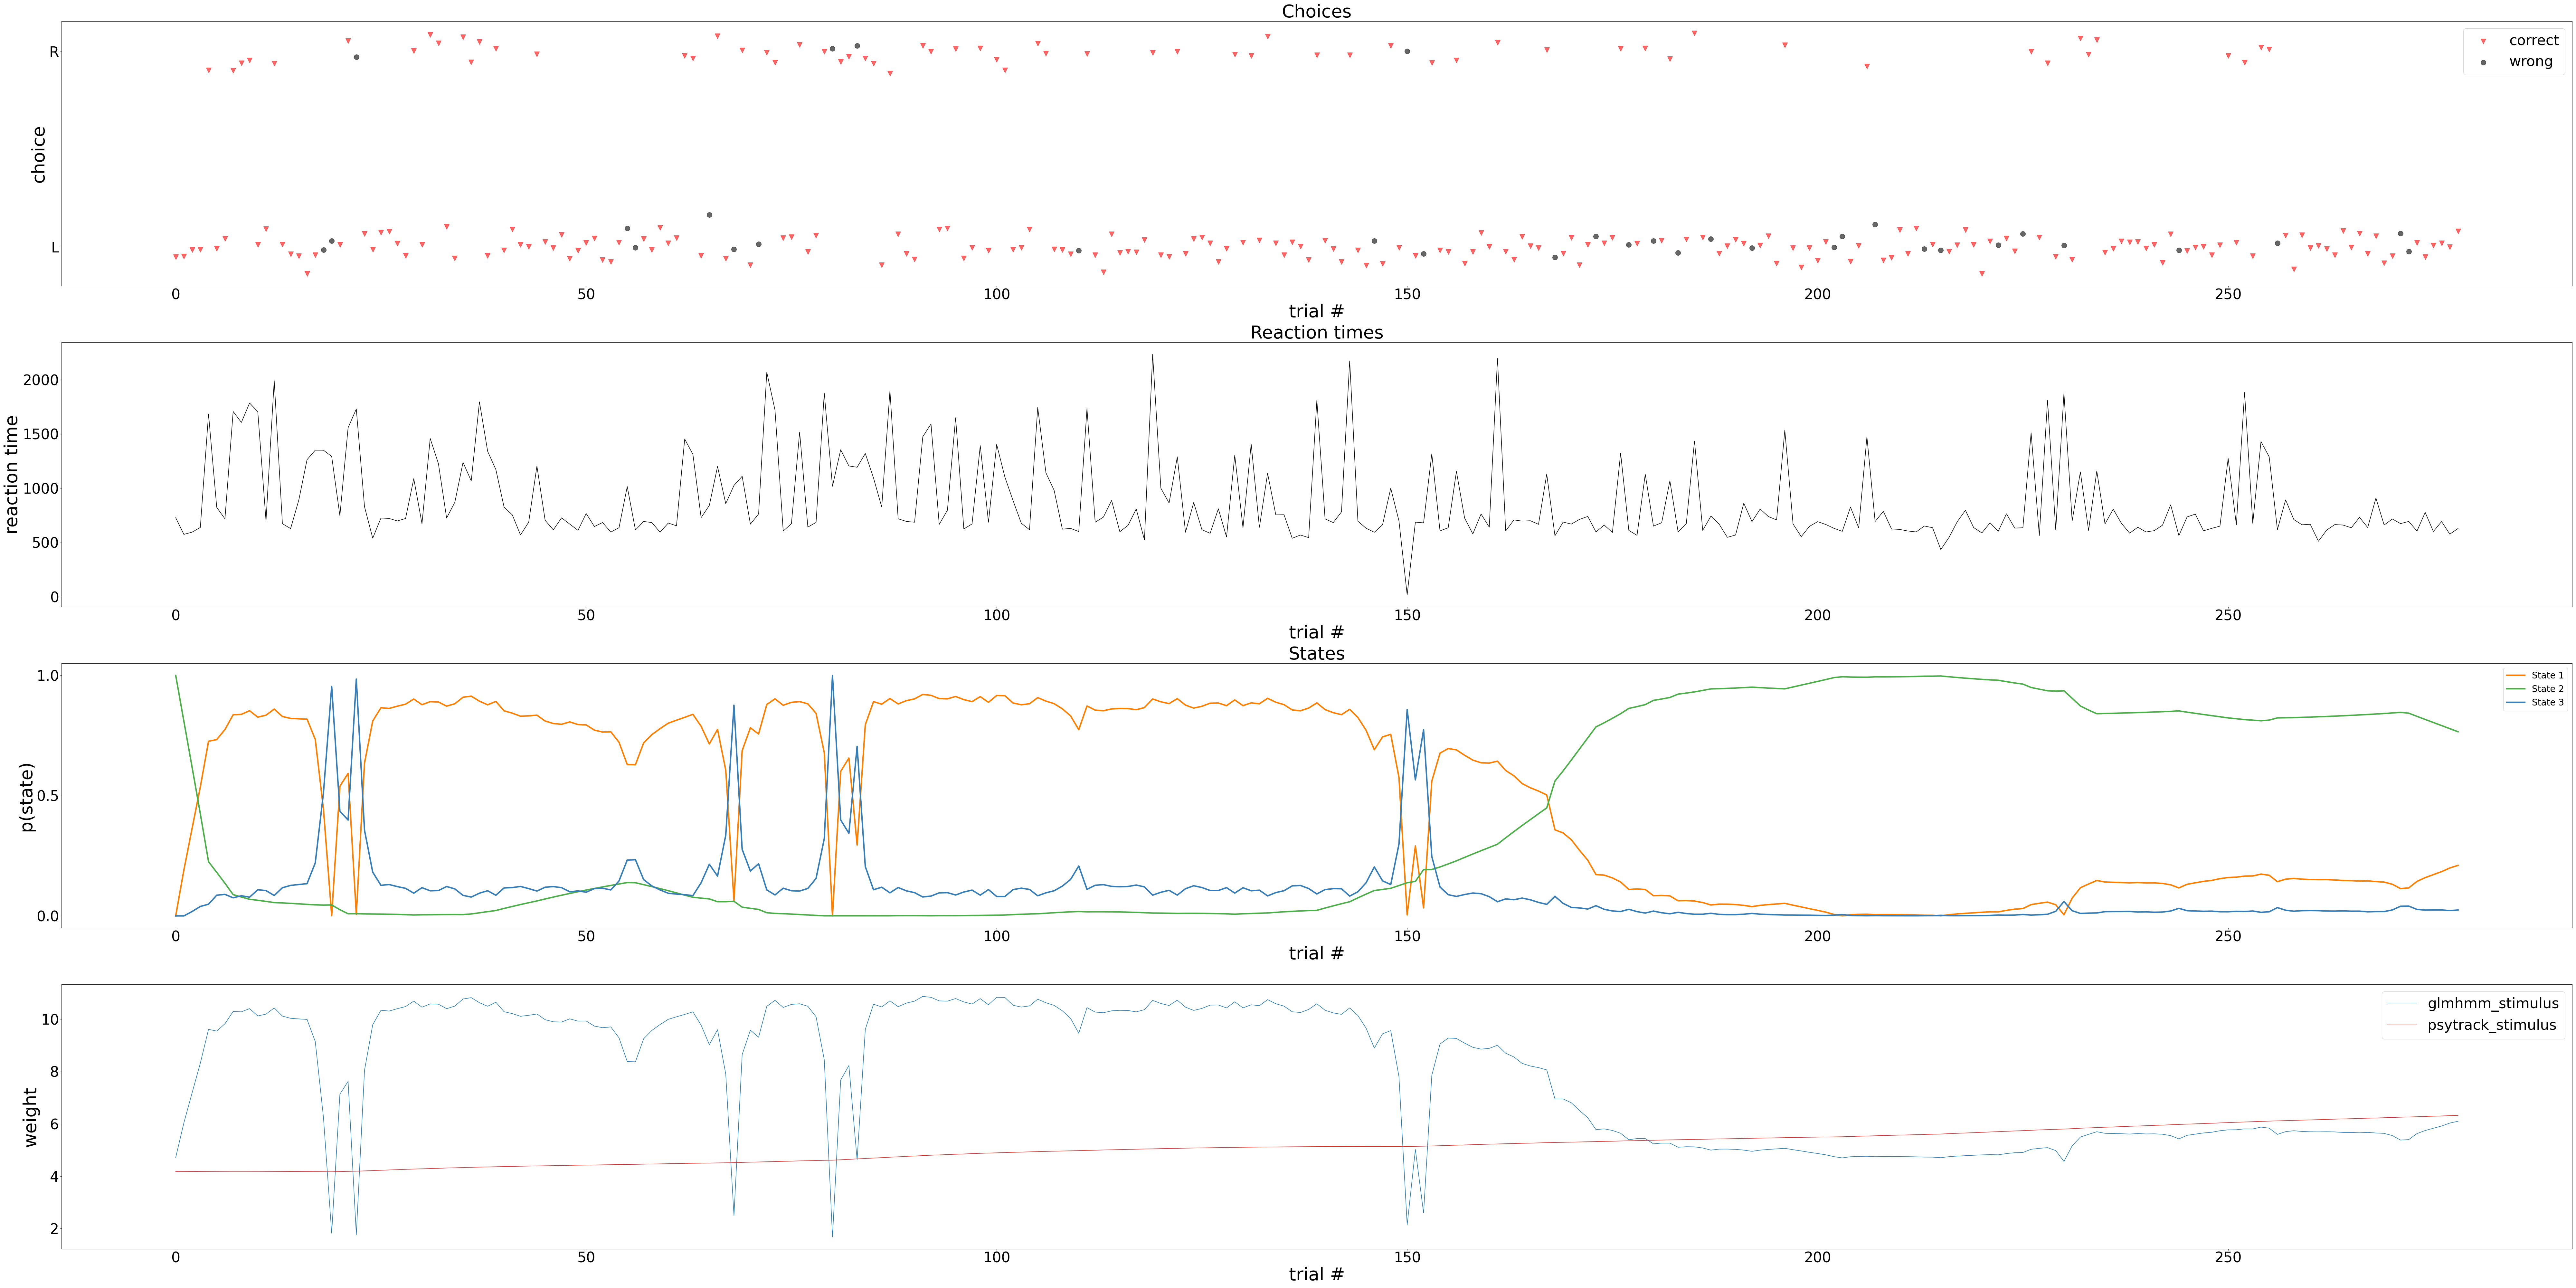 Choices
R
L
choice
correct
wrong
0 50 100 150 200 250
trial #
Reaction times
2000
1500
1000
500
0
reaction time
0 50 100 150 200 250
trial #
States
1.0
0.5
0.0
p(state)
State 1
State 2
State 3
0 50 100 150 200 250
trial #
10
8
6
4
2
weight
glmhmm_stimulus
psytrack_stimulus
0 50 100 150 200 250
trial #